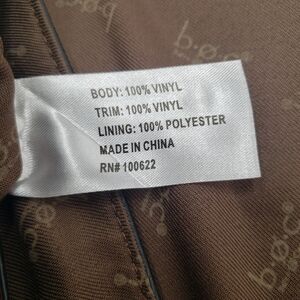 b.ø.c
BODY: 100% VINYL
TRIM: 100% VINYL
LINING: 100% POLYESTER
MADE IN CHINA
RN# 100622
b.ø.c